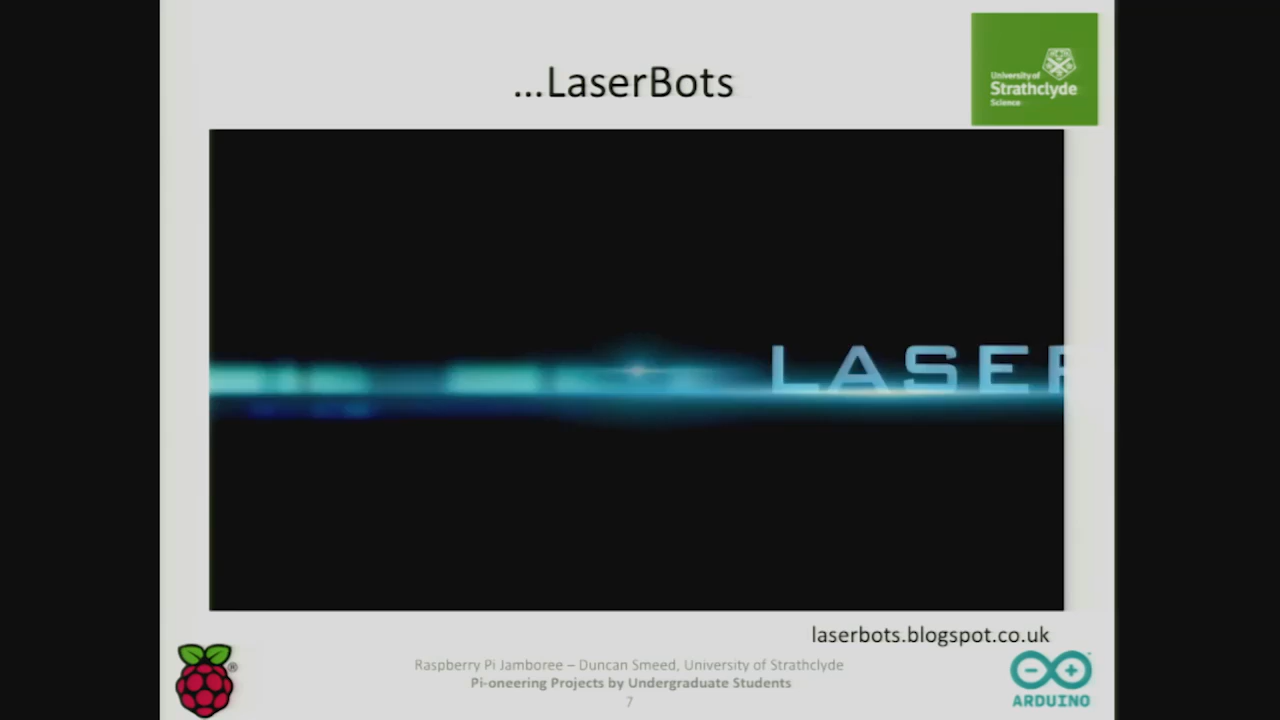 ...LaserBots
University of
Strathclyde
Science
LASER
laserbots.blogspot.co.uk
Raspberry Pi Jamboree – Duncan Smeed, University of Strathclyde
Pi-oneering Projects by Undergraduate Students
7
®
ARDUINO